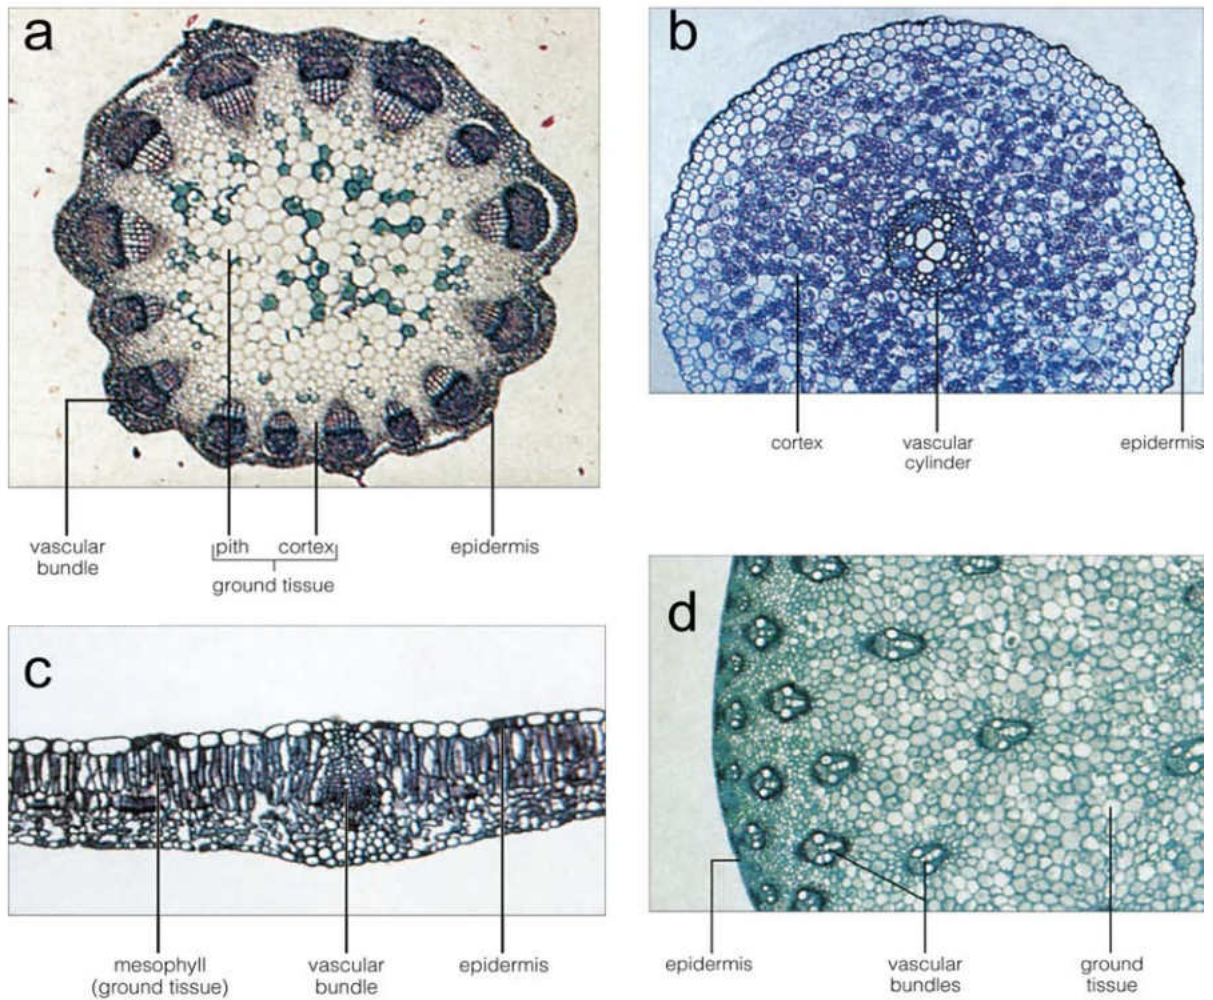 a
vascular
bundle
pith
cortex
ground tissue
epidermis
b
cortex
vascular
cylinder
epidermis
c
mesophyll
(ground tissue)
vascular
bundle
epidermis
d
epidermis
vascular
bundles
ground
tissue